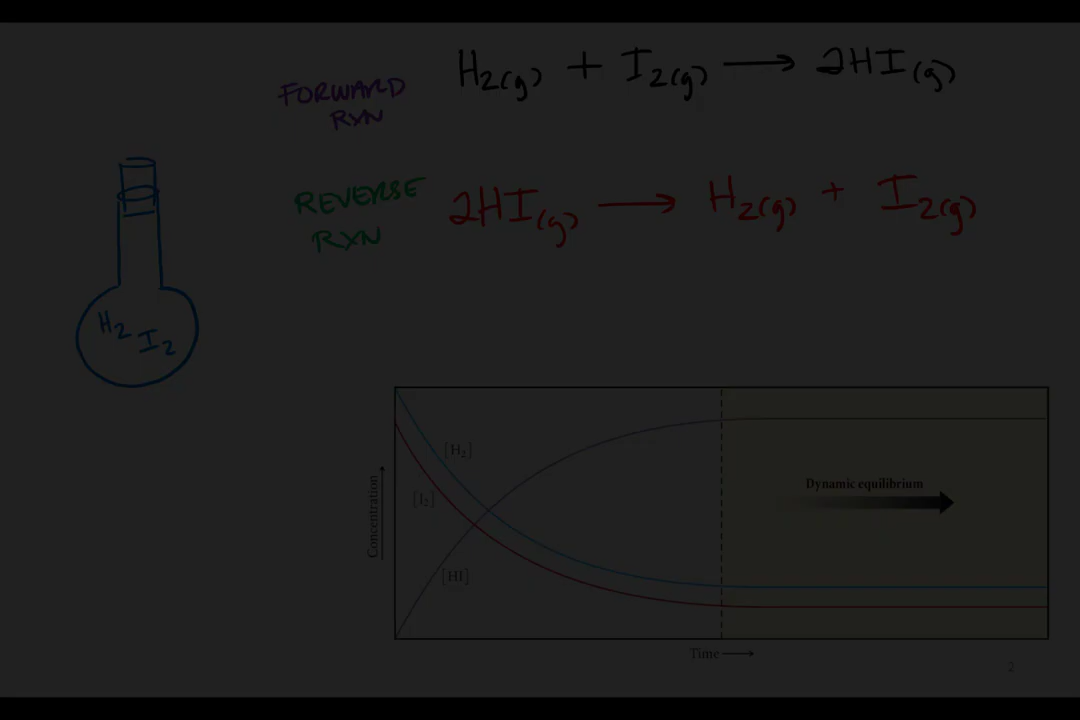 FORWARD RXN
H₂(g) + I₂(g) ⟶ 2HI(g)
REVERSE RXN
2HI(g) ⟶ H₂(g) + I₂(g)
H₂
I₂
[H₂]
[I₂]
[HI]
Concentration
Dynamic equilibrium
Time
2